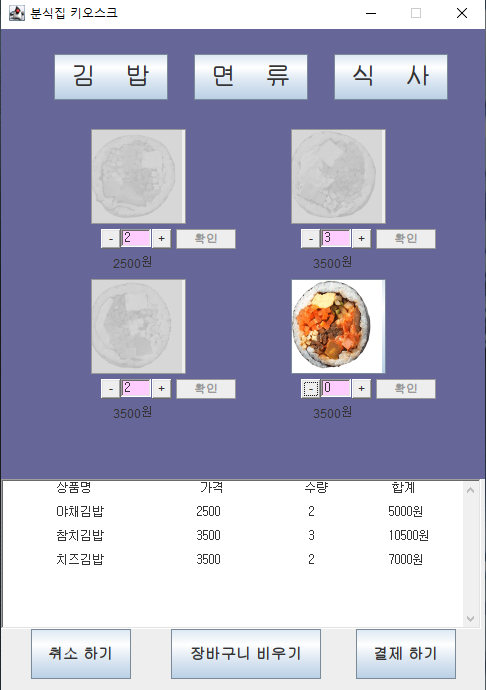 분식집 키오스크
김 밥 면 류 식 사
- 2 + 확인 - 3 + 확인
2500원 3500원
- 2 + 확인 - 0 + 확인
3500원 3500원
상품명 가격 수량 합계
야채김밥 2500 2 5000원
참치김밥 3500 3 10500원
치즈김밥 3500 2 7000원
취소 하기 장바구니 비우기 결제 하기